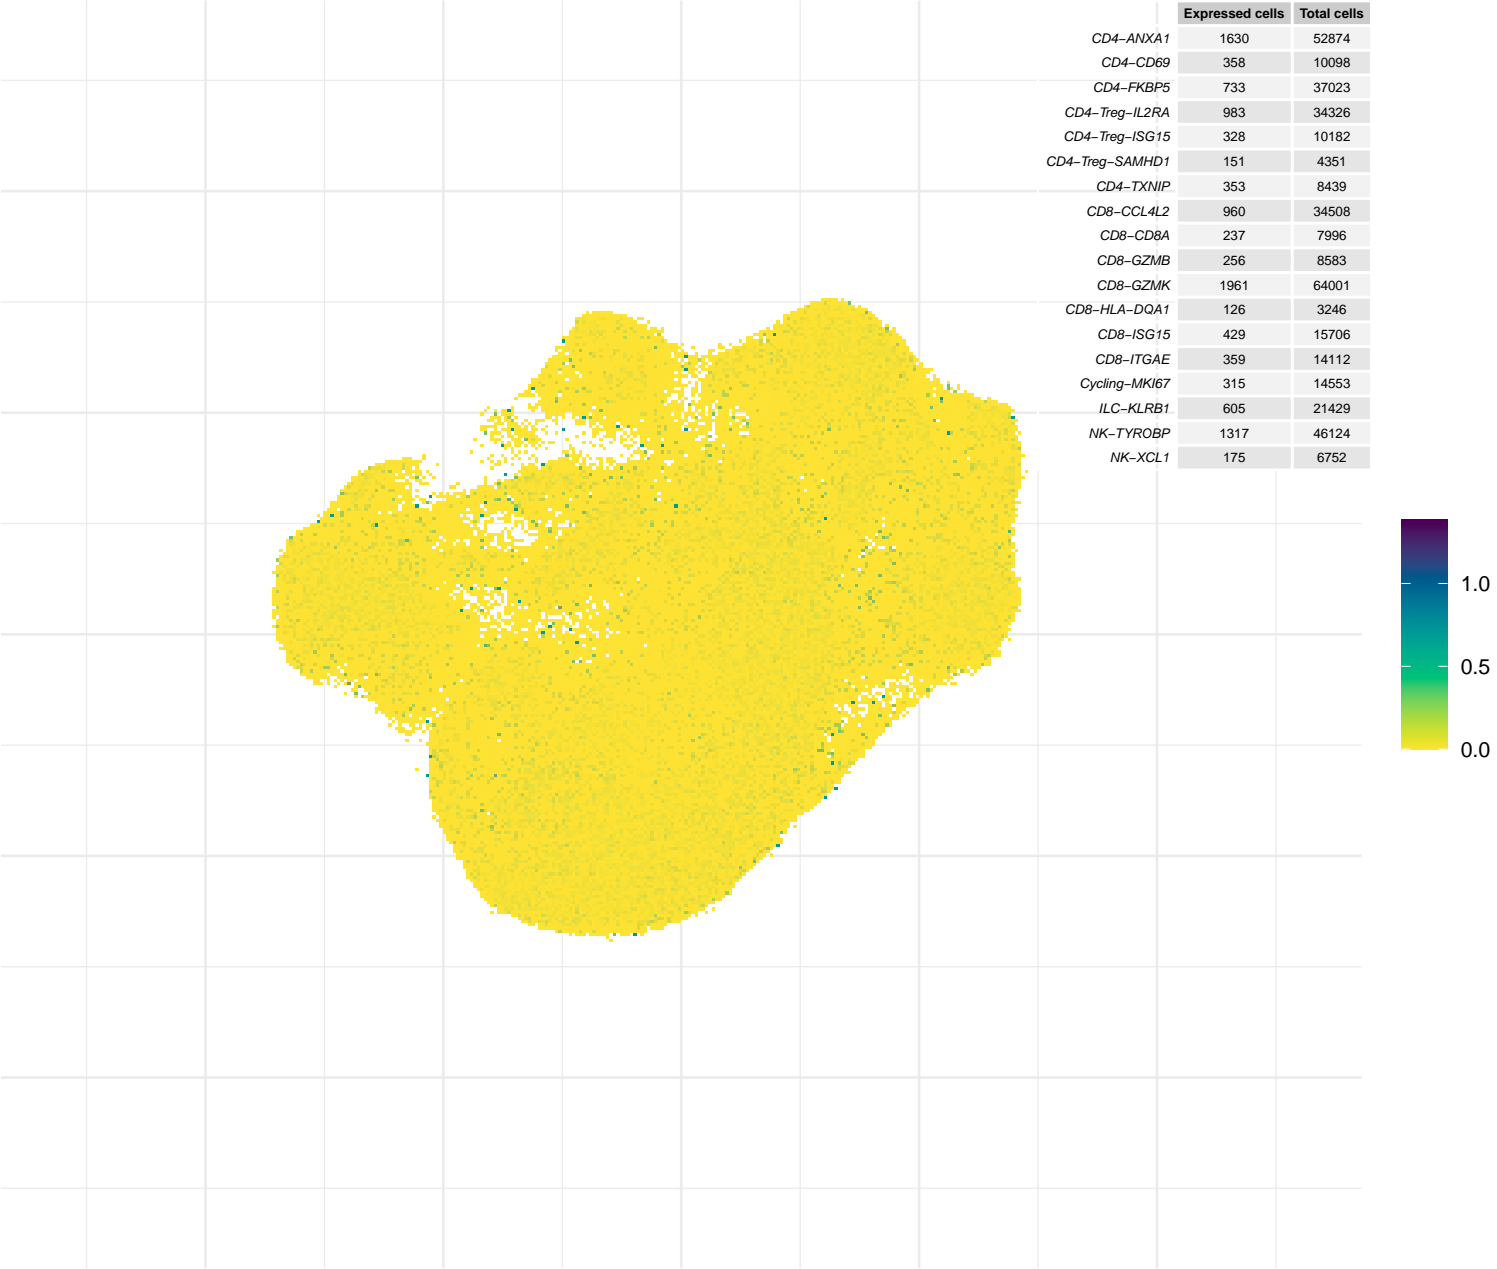 Expressed cells Total cells
CD4−ANXA1 1630 52874
CD4−CD69 358 10098
CD4−FKBP5 733 37023
CD4−Treg−IL2RA 983 34326
CD4−Treg−ISG15 328 10182
CD4−Treg−SAMHD1 151 4351
CD4−TXNIP 353 8439
CD8−CCL4L2 960 34508
CD8−CD8A 237 7996
CD8−GZMB 256 8583
CD8−GZMK 1961 64001
CD8−HLA−DQA1 126 3246
CD8−ISG15 429 15706
CD8−ITGAE 359 14112
Cycling−MKI67 315 14553
ILC−KLRB1 605 21429
NK−TYROBP 1317 46124
NK−XCL1 175 6752
1.0
0.5
0.0